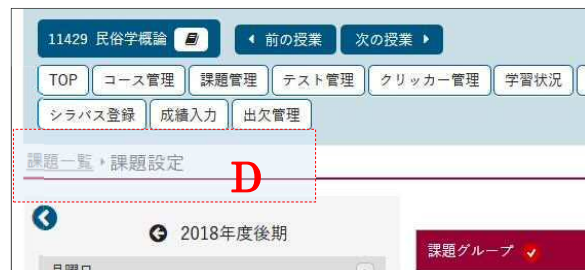 11429 民俗学概論 前の授業 次の授業
TOP コース管理 課題管理 テスト管理 クリッカー管理 学習状況
シラバス登録 成績入力 出欠管理
課題一覧 課題設定
D
2018年度後期
課題グループ
月曜日